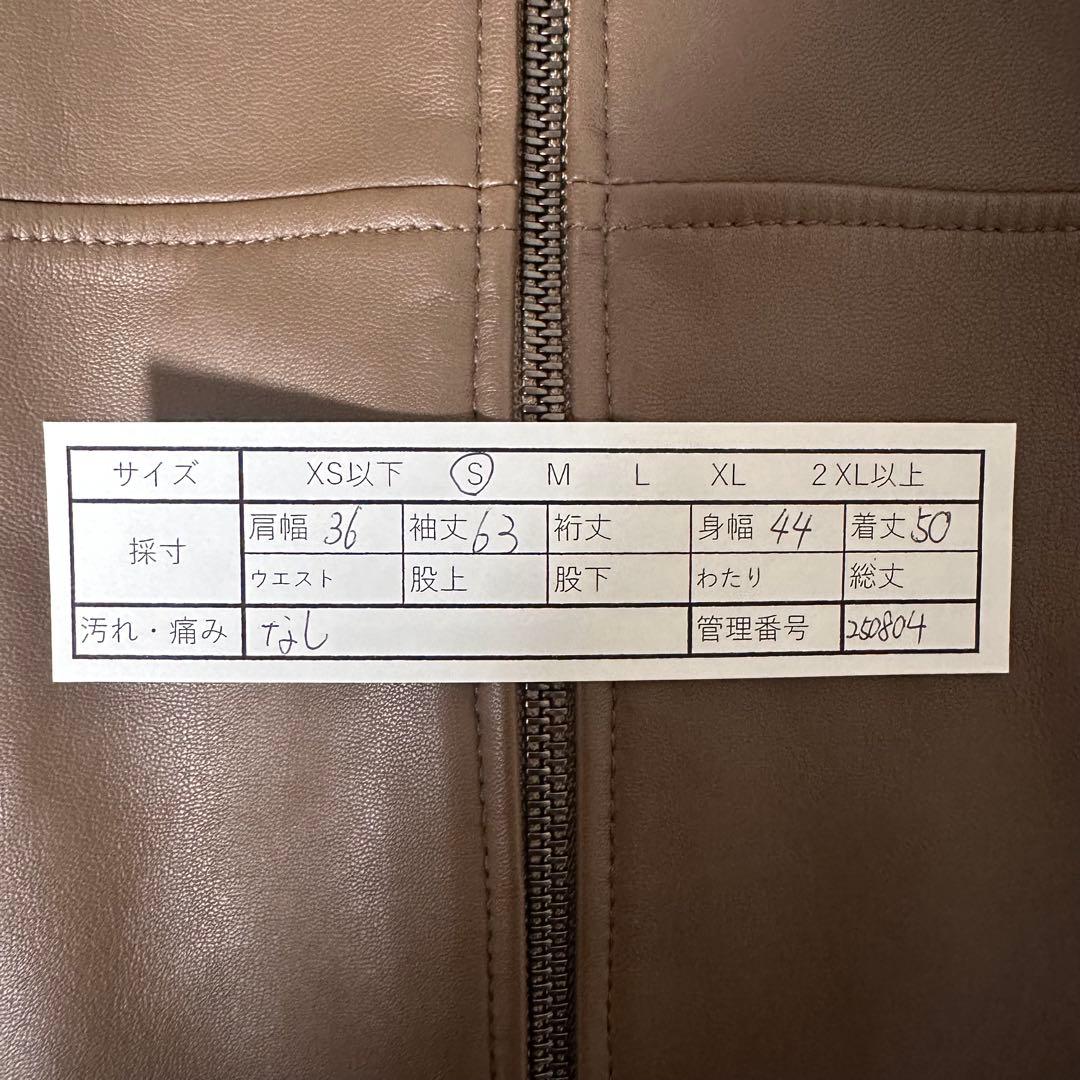 サイズ XS以下 S M L XL 2XL以上
採寸 肩幅 36 袖丈 63 裄丈 身幅 44 着丈 50
ウエスト 股上 股下 わたり 総丈
汚れ・痛み なし 管理番号 250804